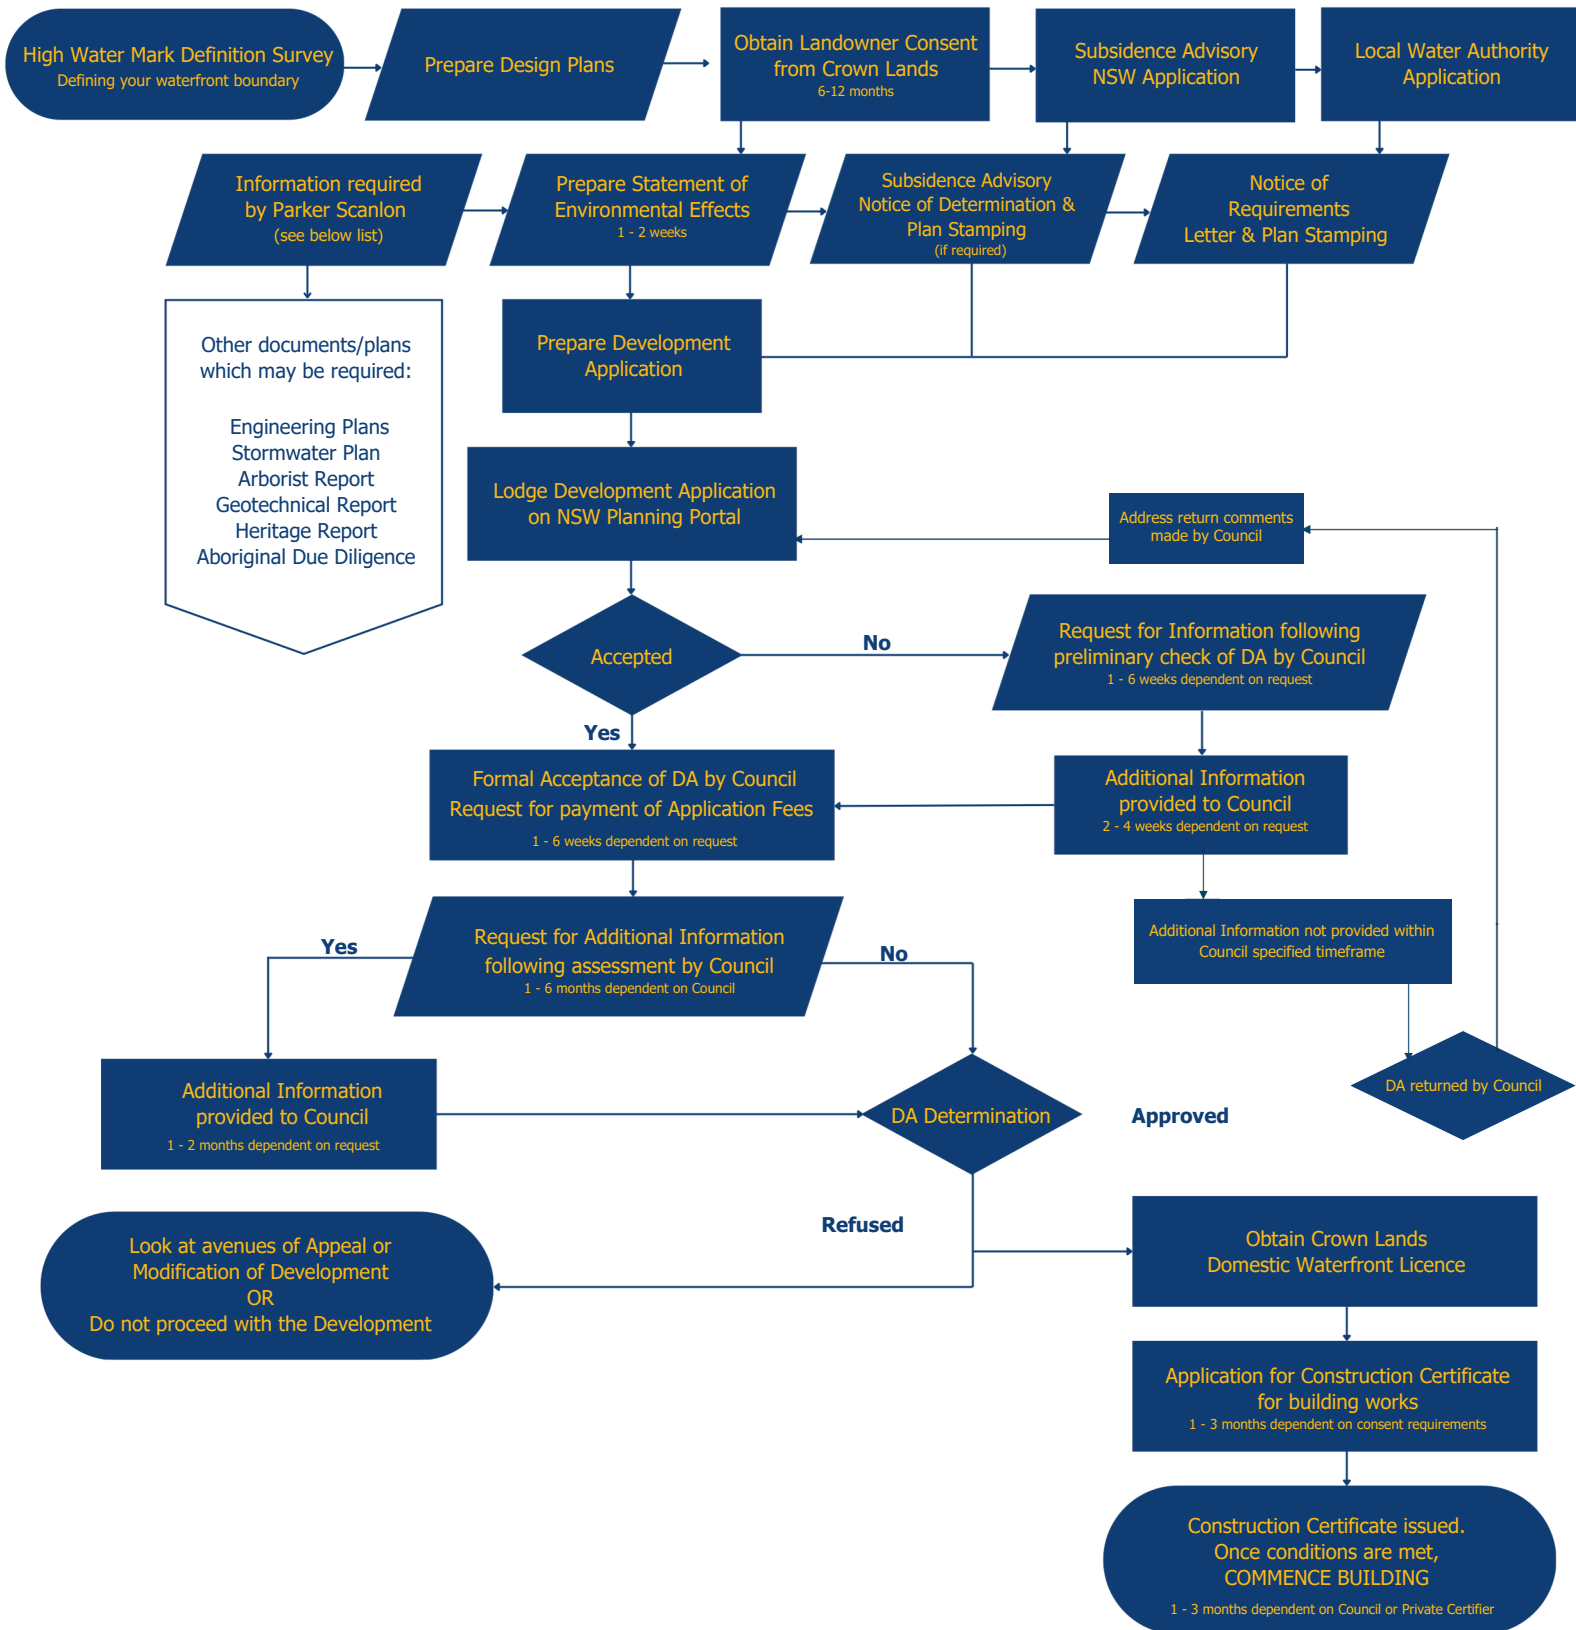 High Water Mark Definition Survey
Defining your waterfront boundary
Prepare Design Plans
Obtain Landowner Consent
from Crown Lands
6-12 months
Subsidence Advisory
NSW Application
Local Water Authority
Application
Information required
by Parker Scanlon
(see below list)
Prepare Statement of
Environmental Effects
1 - 2 weeks
Subsidence Advisory
Notice of Determination &
Plan Stamping
(if required)
Notice of
Requirements
Letter & Plan Stamping
Other documents/plans
which may be required:
Engineering Plans
Stormwater Plan
Arborist Report
Geotechnical Report
Heritage Report
Aboriginal Due Diligence
Prepare Development
Application
Lodge Development Application
on NSW Planning Portal
Address return comments
made by Council
Accepted
No
Request for Information following
preliminary check of DA by Council
1 - 6 weeks dependent on request
Yes
Formal Acceptance of DA by Council
Request for payment of Application Fees
1 - 6 weeks dependent on request
Additional Information
provided to Council
2 - 4 weeks dependent on request
Additional Information not provided within
Council specified timeframe
Yes
Request for Additional Information
following assessment by Council
1 - 6 months dependent on Council
No
Additional Information
provided to Council
1 - 2 months dependent on request
DA Determination
Approved
DA returned by Council
Refused
Look at avenues of Appeal or
Modification of Development
OR
Do not proceed with the Development
Obtain Crown Lands
Domestic Waterfront Licence
Application for Construction Certificate
for building works
1 - 3 months dependent on consent requirements
Construction Certificate issued.
Once conditions are met,
COMMENCE BUILDING
1 - 3 months dependent on Council or Private Certifier